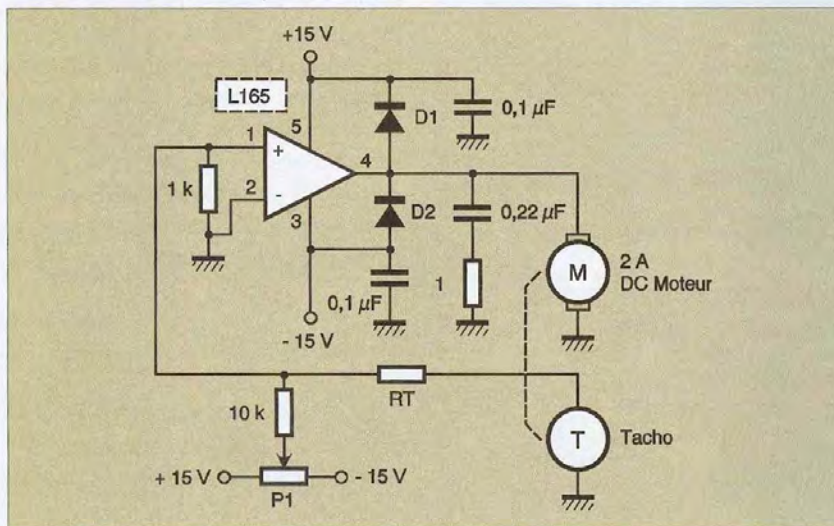 +15 V
L165
D1
0,1 µF
1
5
+
4
1 k
2
-
3
D2
0,22 µF
0,1 µF
1
M
2 A
DC Moteur
- 15 V
RT
10 k
T
Tacho
+ 15 V
- 15 V
P1